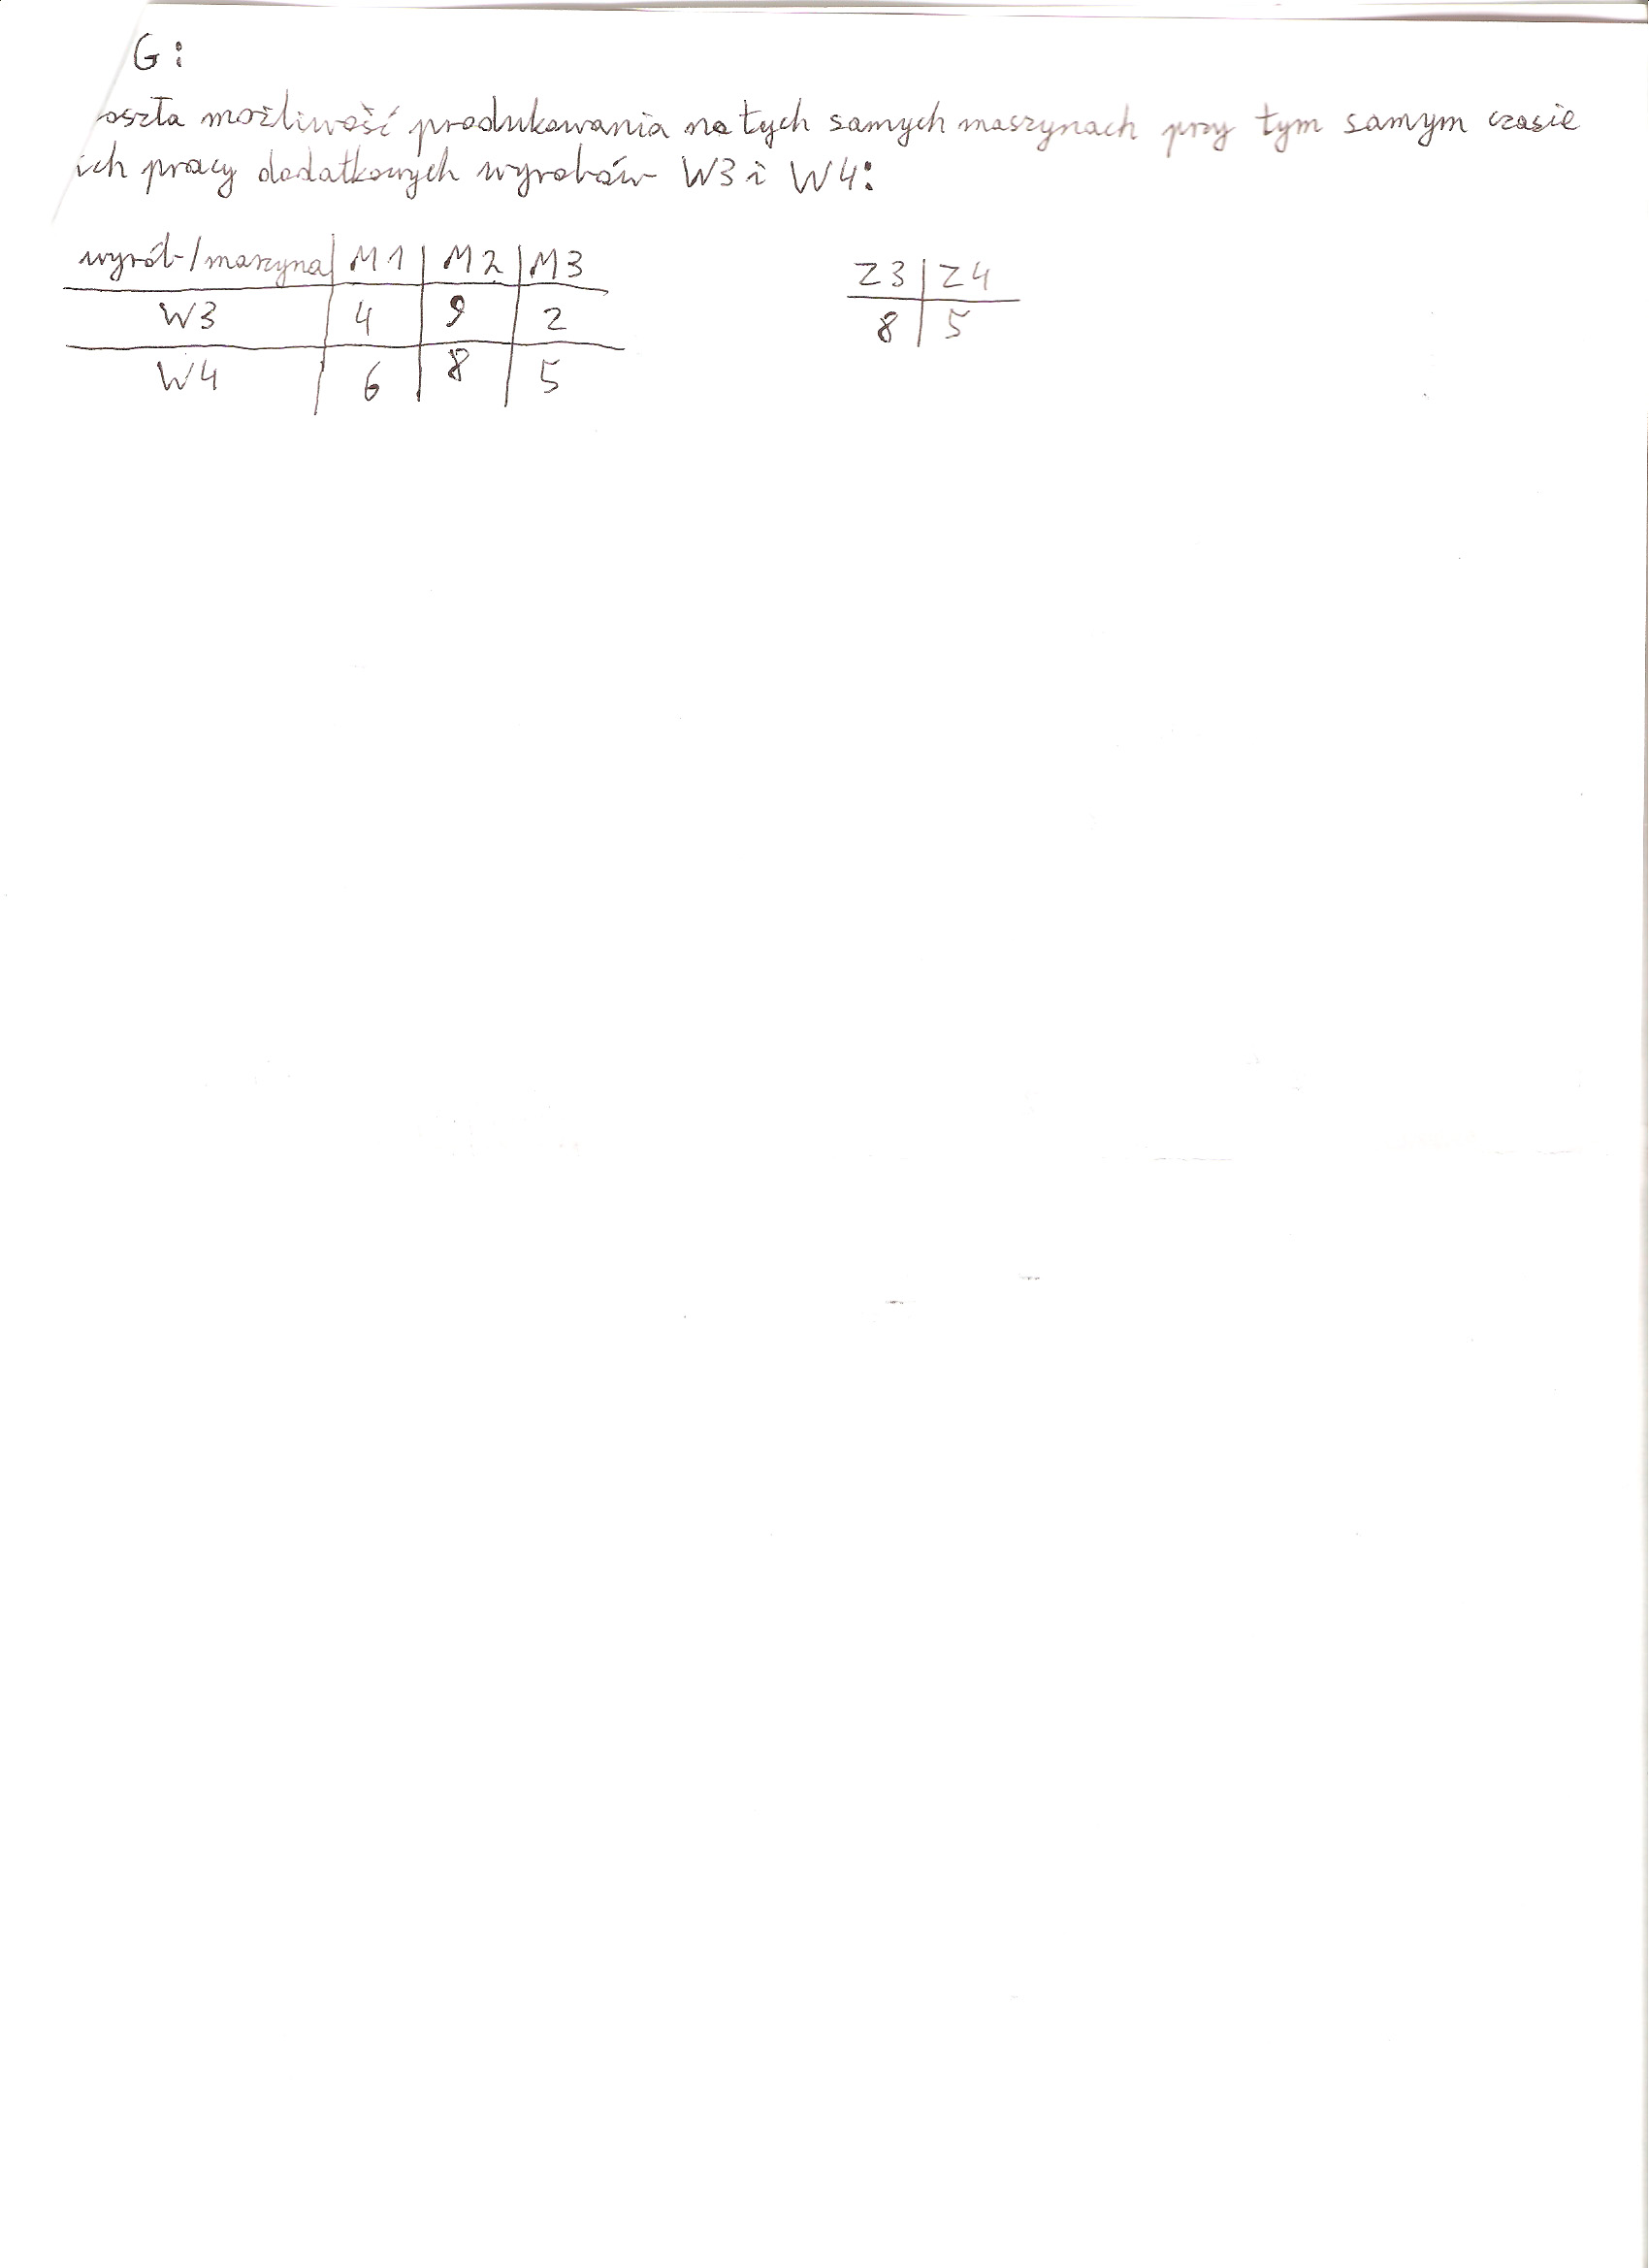 G:
oszła możliwość produkowania na tych samych maszynach przy tym samym czasie
ich pracy dodatkowych wyrobów W3 i W4:
wyrób/maszyna M1 M2 M3
W3 4 9 2
W4 6 8 5
Z3 Z4
8 5